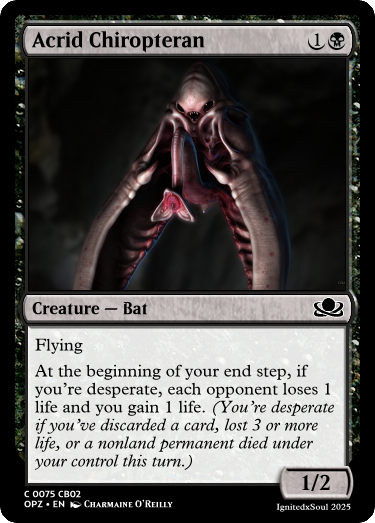 Acrid Chiropteran 1
Creature — Bat
Flying
At the beginning of your end step, if
you're desperate, each opponent loses 1
life and you gain 1 life. (You're desperate
if you've discarded a card, lost 3 or more
life, or a nonland permanent died under
your control this turn.)
1/2
C 0075 CB02
OPZ • EN Charmaine O'Reilly
IgnitedxSoul 2025